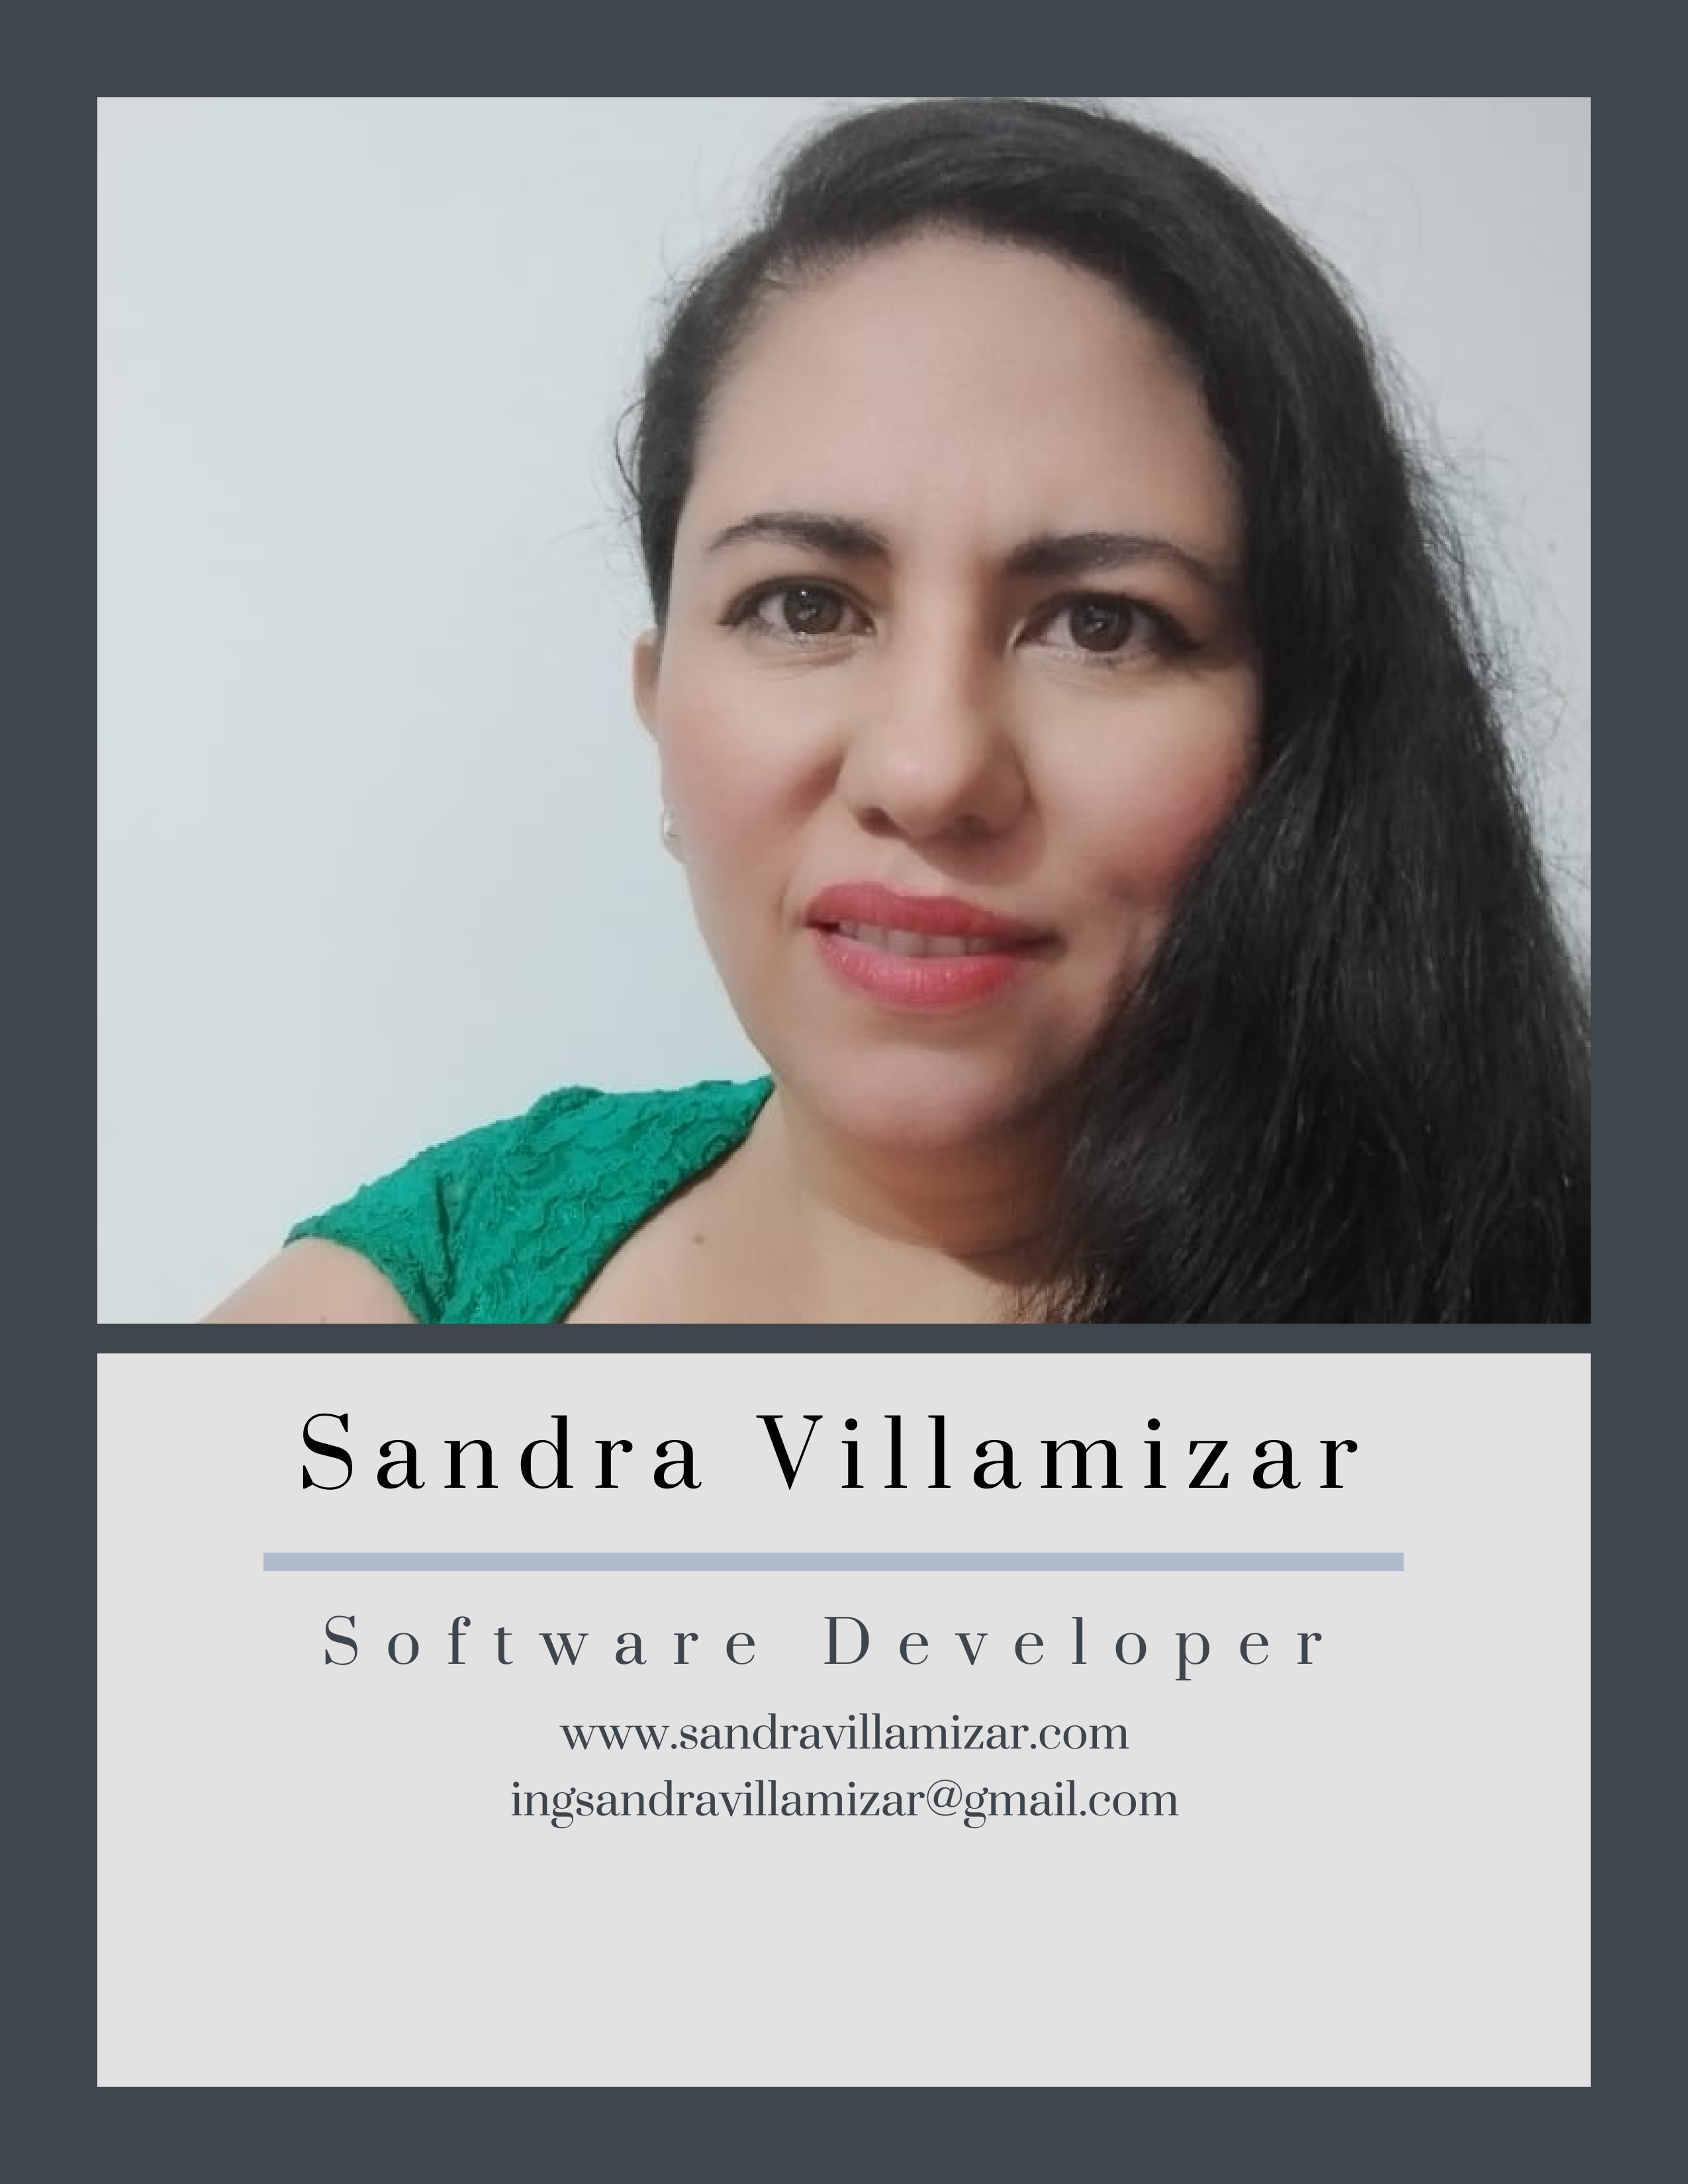 Sandra Villamizar
Software Developer
www.sandravillamizar.com
ingsandravillamizar@gmail.com